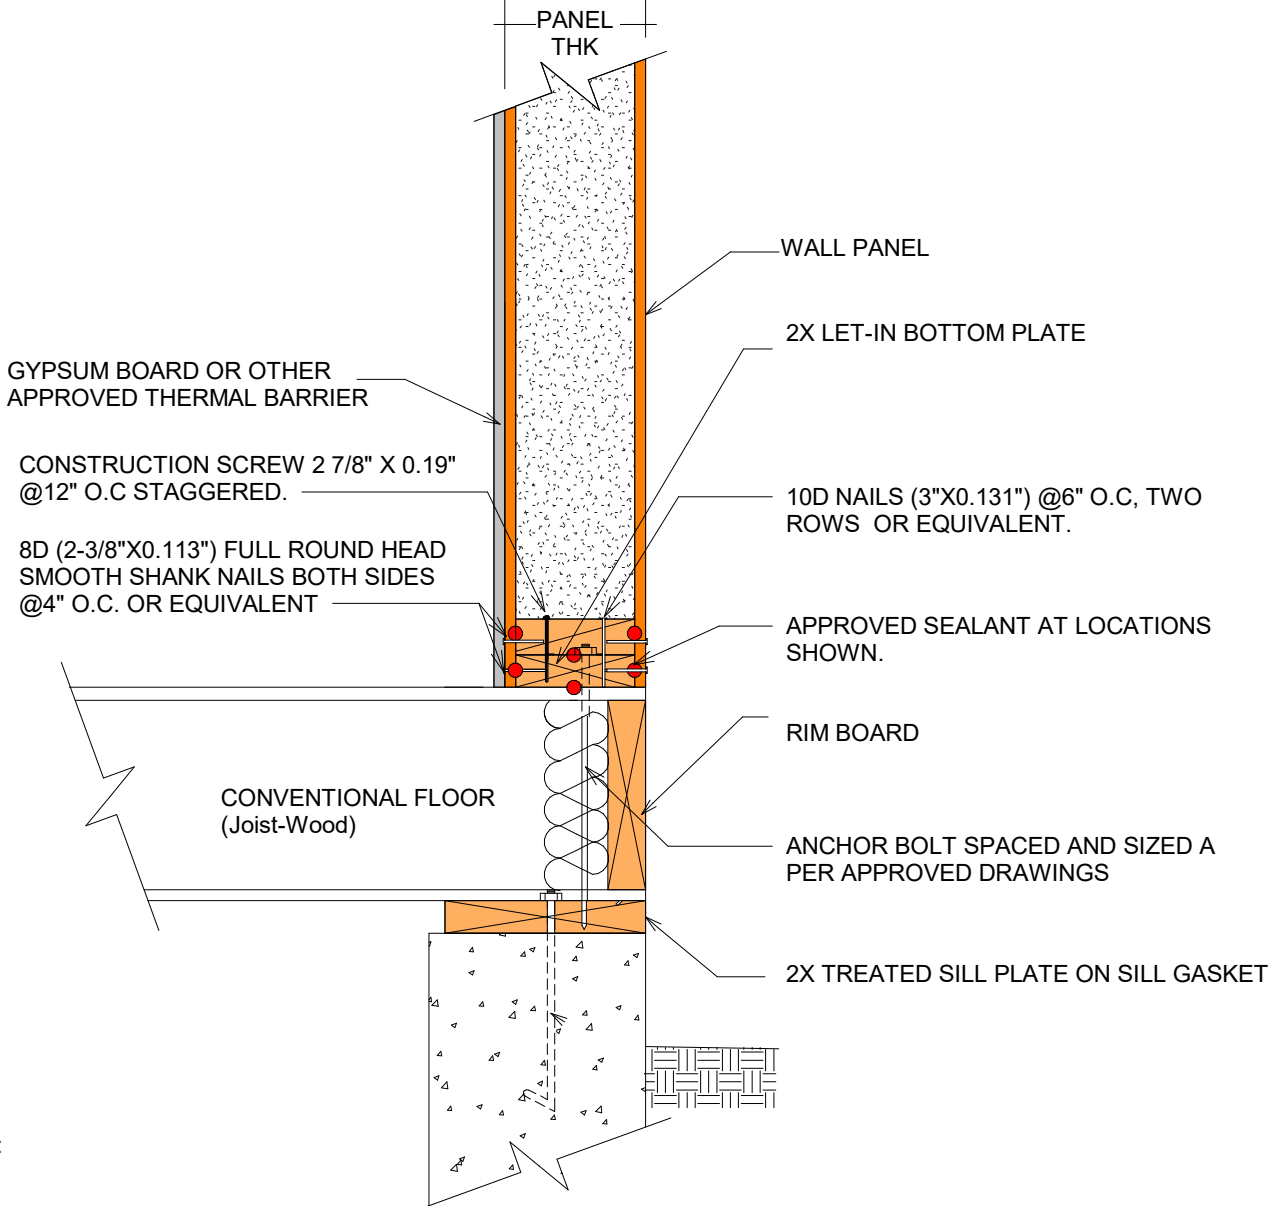 PANEL
THK
WALL PANEL
2X LET-IN BOTTOM PLATE
GYPSUM BOARD OR OTHER
APPROVED THERMAL BARRIER
CONSTRUCTION SCREW 2 7/8" X 0.19"
@12" O.C STAGGERED.
10D NAILS (3"X0.131") @6" O.C, TWO
ROWS OR EQUIVALENT.
8D (2-3/8"X0.113") FULL ROUND HEAD
SMOOTH SHANK NAILS BOTH SIDES
@4" O.C. OR EQUIVALENT
APPROVED SEALANT AT LOCATIONS
SHOWN.
RIM BOARD
CONVENTIONAL FLOOR
(Joist-Wood)
ANCHOR BOLT SPACED AND SIZED A
PER APPROVED DRAWINGS
2X TREATED SILL PLATE ON SILL GASKET